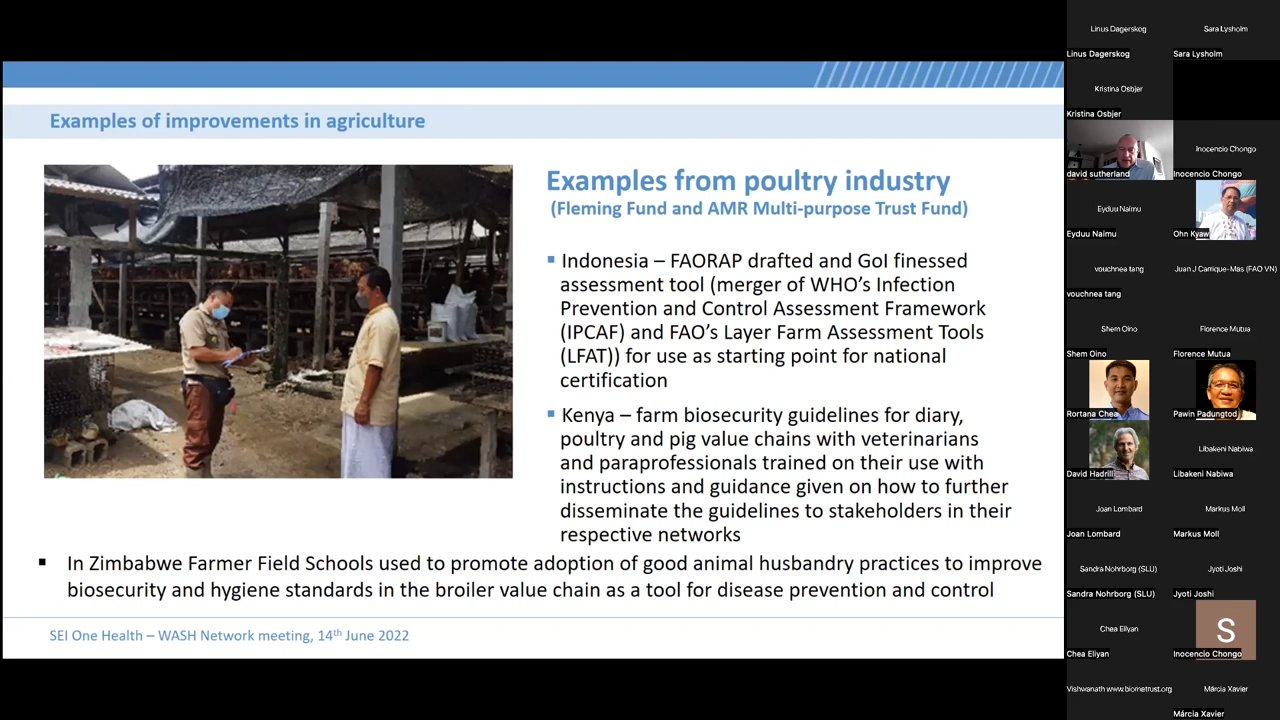 Examples of improvements in agriculture
Examples from poultry industry
(Fleming Fund and AMR Multi-purpose Trust Fund)
▪ Indonesia – FAORAP drafted and GoI finessed
assessment tool (merger of WHO’s Infection
Prevention and Control Assessment Framework
(IPCAF) and FAO’s Layer Farm Assessment Tools
(LFAT)) for use as starting point for national
certification
▪ Kenya – farm biosecurity guidelines for diary,
poultry and pig value chains with veterinarians
and paraprofessionals trained on their use with
instructions and guidance given on how to further
disseminate the guidelines to stakeholders in their
respective networks
▪ In Zimbabwe Farmer Field Schools used to promote adoption of good animal husbandry practices to improve
biosecurity and hygiene standards in the broiler value chain as a tool for disease prevention and control
SEI One Health – WASH Network meeting, 14th June 2022
Linus Dagerskog
Sara Lysholm
Linus Dagerskog
Sara Lysholm
Kristina Osbjer
Kristina Osbjer
Inocencio Chongo
david sutherland
Inocencio Chongo
Eyduu Naimu
Eyduu Naimu
Ohn Kyaw
vouchnea tang
Juan J Carrique-Mas (FAO VN)
vouchnea tang
Shem Oino
Florence Mutua
Shem Oino
Florence Mutua
Rortana Chea
Pawin Padungtod
Libakeni Nabiwa
David Hadrill
Libakeni Nabiwa
Joan Lombard
Markus Moll
Joan Lombard
Markus Moll
Sandra Nohrborg (SLU)
Jyoti Joshi
Sandra Nohrborg (SLU)
Jyoti Joshi
Chea Eliyan
S
Chea Eliyan
Inocencio Chongo
Vishwanath www.biometrust.org
Márcia Xavier
Márcia Xavier